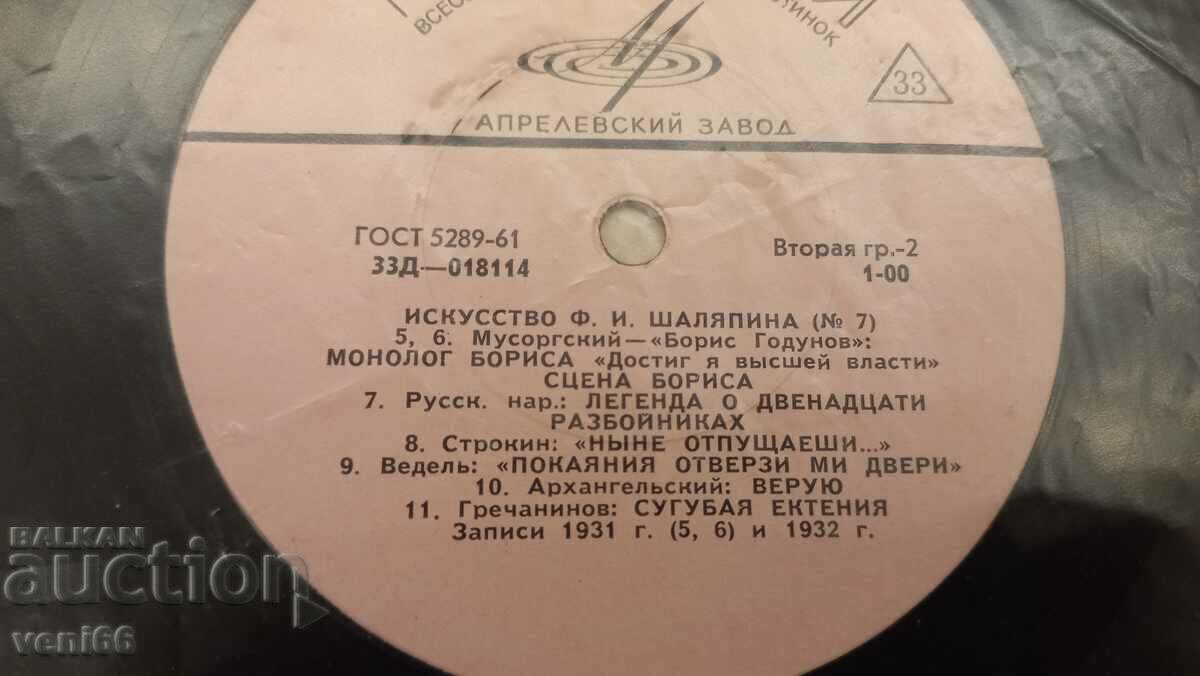 АПРЕЛЕВСКИЙ ЗАВОД
33
ГОСТ 5289-61
33Д—018114
Вторая гр.-2
1-00
ИСКУССТВО Ф. И. ШАЛЯПИНА (№ 7)
5, 6. Мусоргский—«Борис Годунов»:
МОНОЛОГ БОРИСА «Достиг я высшей власти»
СЦЕНА БОРИСА
7. Русск. нар.: ЛЕГЕНДА О ДВЕНАДЦАТИ
РАЗБОЙНИКАХ
8. Строкин: «НЫНЕ ОТПУЩАЕШИ...»
9. Ведель: «ПОКАЯНИЯ ОТВЕРЗИ МИ ДВЕРИ»
10. Архангельский: ВЕРУЮ
11. Гречанинов: СУГУБАЯ ЕКТЕНИЯ
Записи 1931 г. (5, 6) и 1932 г.
BALKAN
auction
veni66